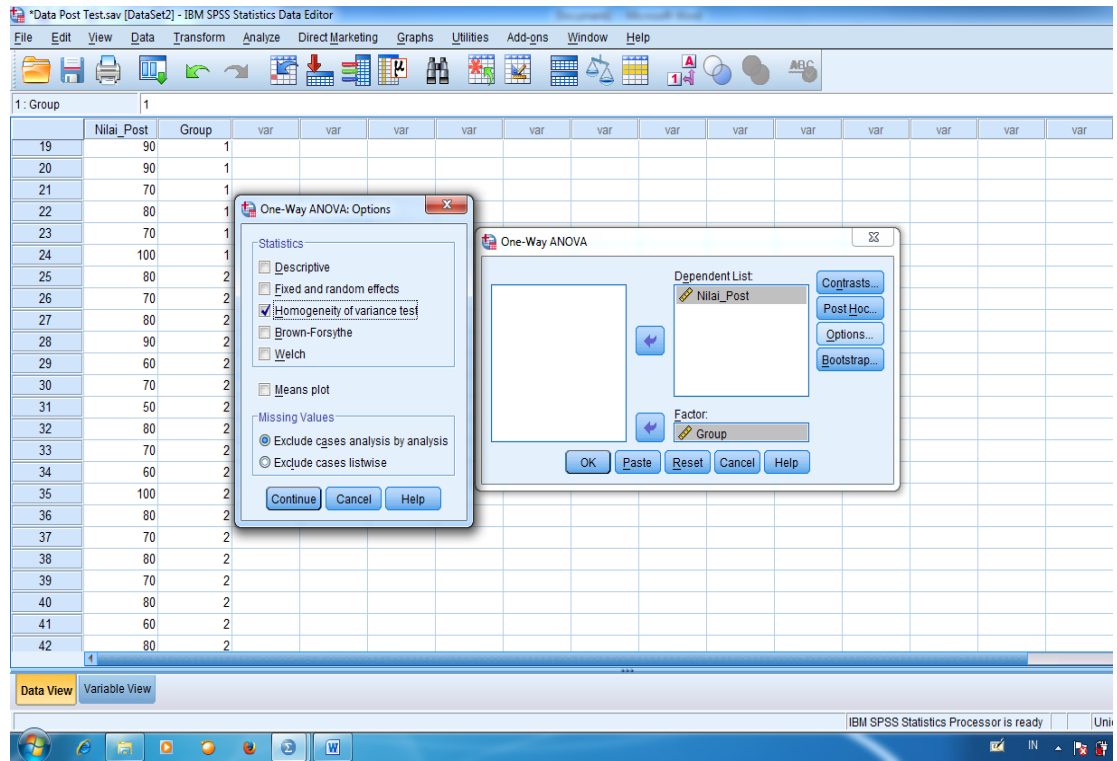 *Data Post Test.sav [DataSet2] - IBM SPSS Statistics Data Editor
File Edit View Data Transform Analyze Direct Marketing Graphs Utilities Add-ons Window Help
1 : Group 1
Nilai_Post Group var var var var var var var var var var var var var
19 90 1
20 90 1
21 70 1
22 80 1
23 70 1
24 100 1
25 80 2
26 70 2
27 80 2
28 90 2
29 60 2
30 70 2
31 50 2
32 80 2
33 70 2
34 60 2
35 100 2
36 80 2
37 70 2
38 80 2
39 70 2
40 80 2
41 60 2
42 80 2
One-Way ANOVA: Options
Statistics
Descriptive
Fixed and random effects
Homogeneity of variance test
Brown-Forsythe
Welch
Means plot
Missing Values
Exclude cases analysis by analysis
Exclude cases listwise
Continue Cancel Help
One-Way ANOVA
Dependent List:
Nilai_Post
Contrasts...
Post Hoc...
Options...
Bootstrap...
Factor:
Group
OK Paste Reset Cancel Help
Data View Variable View
IBM SPSS Statistics Processor is ready Uni
IN